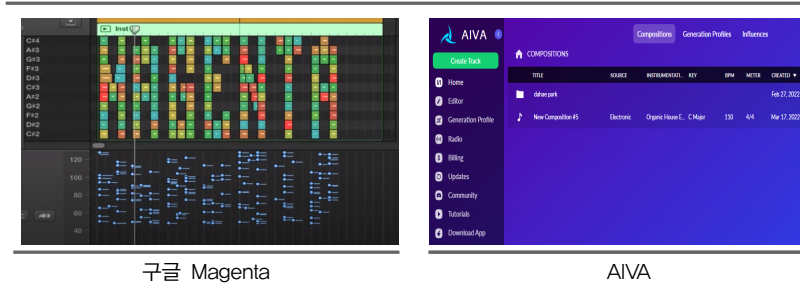 Inst
C#4
A#3
G#3
F#3
D#3
C#3
A#2
G#2
F#2
D#2
C#2
120
100
80
60
40
AIVA
Create Track
Home
Editor
Generation Profile
Radio
Billing
Updates
Community
Tutorials
Download App
Compositions Generation Profiles Influences
COMPOSITIONS
TITLE SOURCE INSTRUMENTATI... KEY BPM METER CREATED ▼
dahae park Feb 27, 2022
New Composition #5 Electronic Organic House E... C Major 110 4/4 Mar 17, 2022
구글 Magenta
AIVA